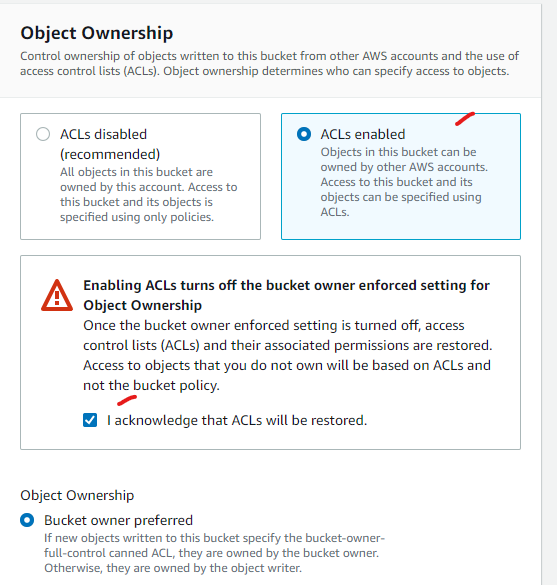 Object Ownership
Control ownership of objects written to this bucket from other AWS accounts and the use of
access control lists (ACLs). Object ownership determines who can specify access to objects.
ACLs disabled
(recommended)
All objects in this bucket are
owned by this account. Access to
this bucket and its objects is
specified using only policies.
ACLs enabled
Objects in this bucket can be
owned by other AWS accounts.
Access to this bucket and its
objects can be specified using
ACLs.
Enabling ACLs turns off the bucket owner enforced setting for
Object Ownership
Once the bucket owner enforced setting is turned off, access
control lists (ACLs) and their associated permissions are restored.
Access to objects that you do not own will be based on ACLs and
not the bucket policy.
I acknowledge that ACLs will be restored.
Object Ownership
Bucket owner preferred
If new objects written to this bucket specify the bucket-owner-
full-control canned ACL, they are owned by the bucket owner.
Otherwise, they are owned by the object writer.